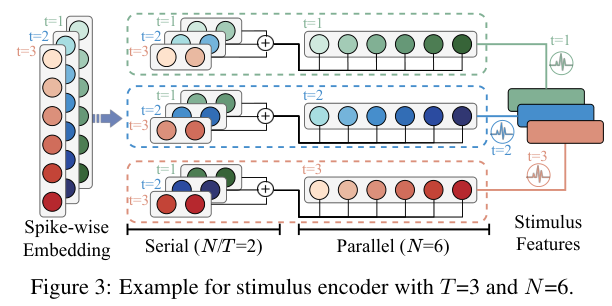 t=1
t=2
t=3
Spike-wise
Embedding
t=1
t=2
t=3
t=1
t=1
t=2
t=3
t=2
t=1
t=2
t=3
t=3
t=1
t=2
t=3
Serial (N/T=2)
Parallel (N=6)
Stimulus
Features
Figure 3: Example for stimulus encoder with T=3 and N=6.